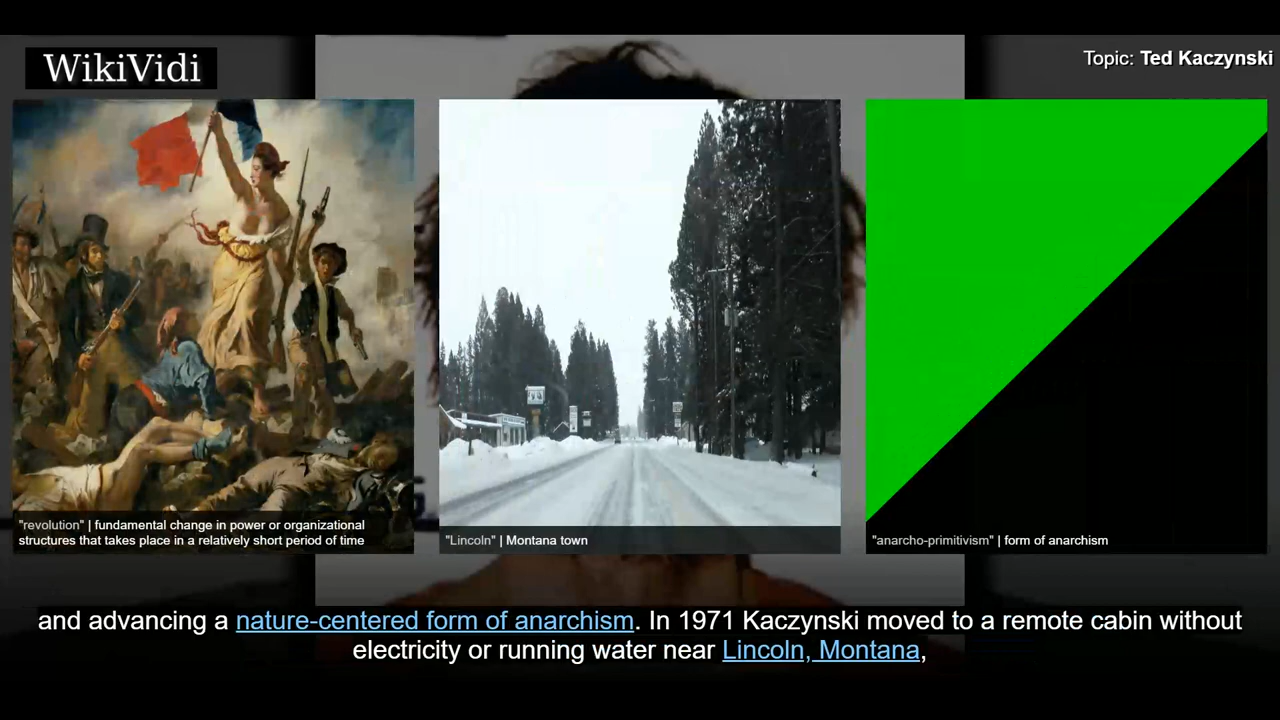 WikiVidi
Topic: Ted Kaczynski
"revolution" | fundamental change in power or organizational
structures that takes place in a relatively short period of time
"Lincoln" | Montana town
"anarcho-primitivism" | form of anarchism
and advancing a nature-centered form of anarchism. In 1971 Kaczynski moved to a remote cabin without
electricity or running water near Lincoln, Montana,